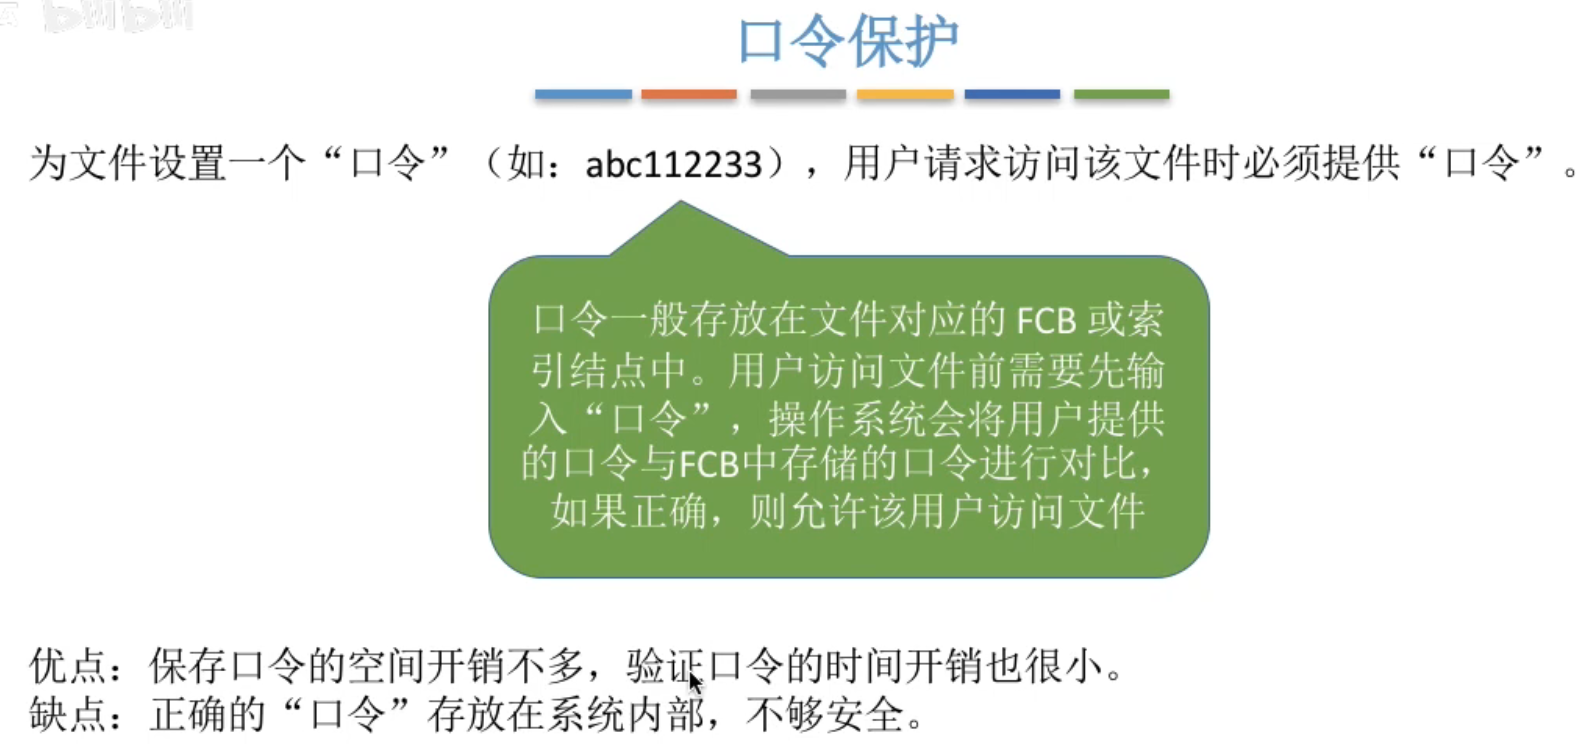 口令保护
为文件设置一个“口令”（如：abc112233），用户请求访问该文件时必须提供“口令”。
口令一般存放在文件对应的 FCB 或索
引结点中。用户访问文件前需要先输
入“口令”，操作系统会将用户提供
的口令与FCB中存储的口令进行对比，
如果正确，则允许该用户访问文件
优点：保存口令的空间开销不多，验证口令的时间开销也很小。
缺点：正确的“口令”存放在系统内部，不够安全。